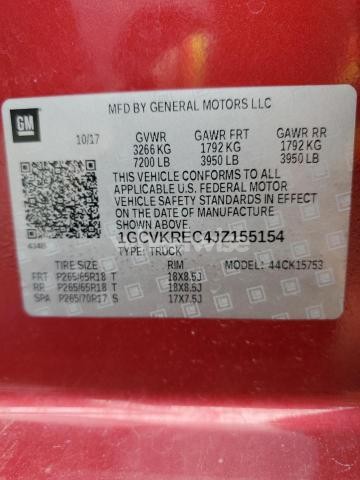 MFD BY GENERAL MOTORS LLC
GM
10/17 GVWR GAWR FRT GAWR RR
3266 KG 1792 KG 1792 KG
7200 LB 3950 LB 3950 LB
THIS VEHICLE CONFORMS TO ALL
APPLICABLE U.S. FEDERAL MOTOR
VEHICLE SAFETY STANDARDS IN EFFECT
ON THE DATE OF MANUFACTURE
SHOWN ABOVE.
1GCVKREC4JZ155154
TYPE: TRUCK
TIRE SIZE RIM MODEL: 44CK15753
FRT P265/65R18 T 18X8.5J
RR P265/65R18 T 18X8.5J
SPA P265/70R17 S 17X7.5J